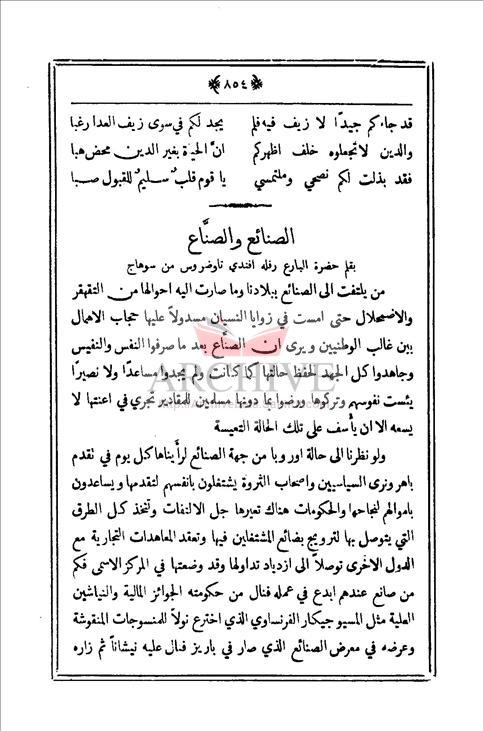 ٨٥٤
قد جاءكم جيدًا لا زيف فيه فلم يجد لكم في سوى زيف العدا رغبا
والدين لا تجعلوه خلف اظهركم ان الحياة بغير الدين محض هبا
فقد بذلت لكم نصحي وملتمسي يا قوم قلب سليم للقبول صبا
الصنائع والصنَّاع
بقلم حضرة البارع رفله افندي تاوضروس من سوهاج
من يلتفت الى الصنائع ببلادنا وما صارت اليه احوالها من التقهقر
والاضمحلال حتى امست في زوايا النسيان مسدولاً عليها حجاب الاهمال
بين غالب الوطنيين ويرى ان الصنَّاع بعد ما صرفوا النفس والنفيس
وجاهدوا كل الجهد لحفظ حالتها كما كانت ولم يجدوا مساعدًا ولا نصيرًا
يئست نفوسهم وتركوها ورضوا بما دونها مسلمين للمقادير تجري في اعنتها لا
يسعه الا ان يأسف على تلك الحالة التعيسة
ولو نظرنا الى حالة اوروبا من جهة الصنائع لرأيناها كل يوم في تقدم
باهر ونرى السياسيين واصحاب الثروة يشتغلون بانفسهم لتقدمها ويساعدون
باموالهم لنجاحها والحكومات هناك تعيرها جل الالتفات وتتخذ كل الطرق
التي يتوصل بها لترويج بضائع المشتغلين فيها وتعقد المعاهدات التجارية مع
الدول الاخرى توصلاً الى ازدياد تداولها وقد وضعتها في المركز الاسمى فكم
من صانع عندهم ابدع في عمله فنال من حكومته الجوائز المالية والنياشين
العلية مثل المسيو جيكار الفرنساوي الذي اخترع نولاً للمنسوجات المنقوشة
وعرضه في معرض الصنائع الذي صار في باريز فنال عليه نيشاناً ثم زاره
ARCHIVE